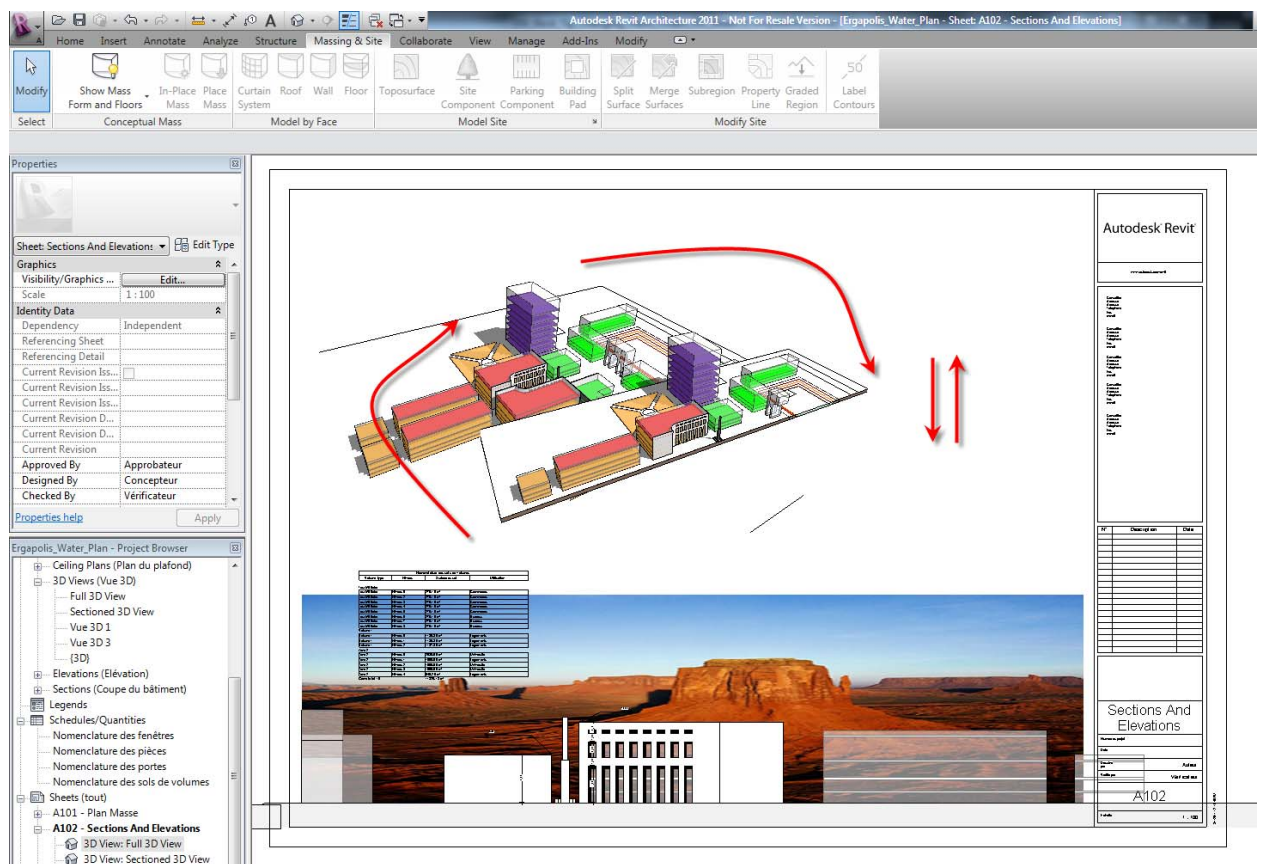 Autodesk Revit Architecture 2011 - Not For Resale Version - [Ergapolis_Water_Plan - Sheet: A102 - Sections And Elevations]
Home Insert Annotate Analyze Structure Massing & Site Collaborate View Manage Add-Ins Modify
Modify
Show Mass Form and Floors
In-Place Mass
Place Mass
Curtain System
Roof
Wall
Floor
Toposurface
Site Component
Parking Component
Building Pad
Split Surface
Merge Surfaces
Subregion
Property Line
Graded Region
50
Label Contours
Select Conceptual Mass Model by Face Model Site Modify Site
Properties
Sheet: Sections And Elevations Edit Type
Graphics
Visibility/Graphics ... Edit...
Scale 1 : 100
Identity Data
Dependency Independent
Referencing Sheet
Referencing Detail
Current Revision Iss...
Current Revision Iss...
Current Revision Iss...
Current Revision D...
Current Revision D...
Current Revision
Approved By Approbateur
Designed By Concepteur
Checked By Vérificateur
Properties help Apply
Ergapolis_Water_Plan - Project Browser
Ceiling Plans (Plan du plafond)
3D Views (Vue 3D)
Full 3D View
Sectioned 3D View
Vue 3D 1
Vue 3D 4
{3D}
Elevations (Elévation)
Sections (Coupe du bâtiment)
Legends
Schedules/Quantities
Nomenclature des fenêtres
Nomenclature des pièces
Nomenclature des portes
Nomenclature des sols de volumes
Sheets (tout)
A101 - Plan Masse
A102 - Sections And Elevations
3D View: Full 3D View
3D View: Sectioned 3D View
Autodesk Revit
N° Description Date
Sections And
Elevations
Auteur
Vérificateur
A102
1 : 100